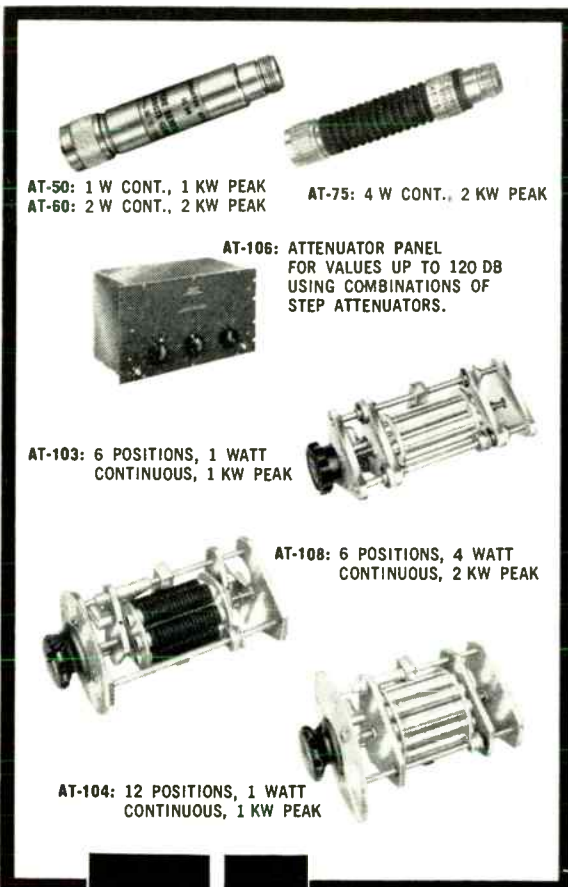 AT-50: 1 W CONT., 1 KW PEAK
AT-60: 2 W CONT., 2 KW PEAK
AT-75: 4 W CONT., 2 KW PEAK
AT-106: ATTENUATOR PANEL
FOR VALUES UP TO 120 DB
USING COMBINATIONS OF
STEP ATTENUATORS.
AT-103: 6 POSITIONS, 1 WATT
CONTINUOUS, 1 KW PEAK
AT-108: 6 POSITIONS, 4 WATT
CONTINUOUS, 2 KW PEAK
AT-104: 12 POSITIONS, 1 WATT
CONTINUOUS, 1 KW PEAK